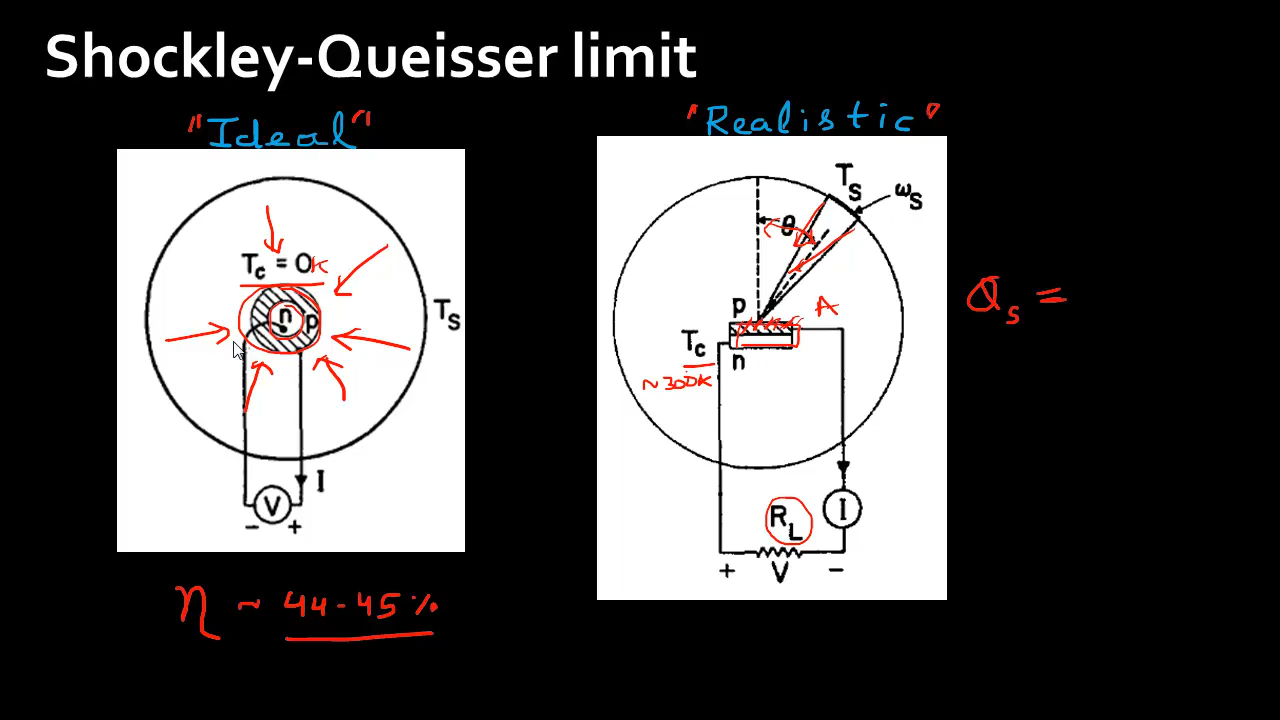 Shockley-Queisser limit
"Ideal"
"Realistic"
Tc = 0K
n
p
Ts
V
- +
I
η ~ 44-45%
Ts
ωs
θ
p
A
Tc
n
~300K
RL
I
+ V -
Qs =